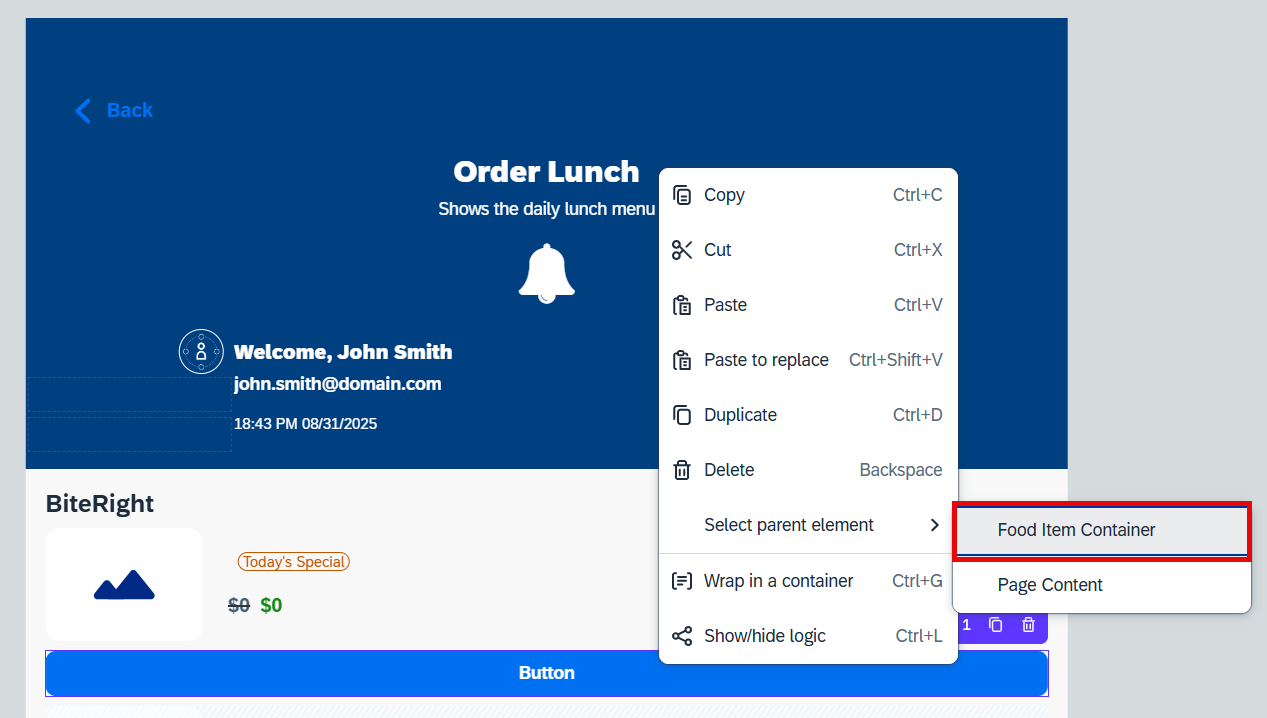 Back
Order Lunch
Shows the daily lunch menu
Welcome, John Smith
john.smith@domain.com
18:43 PM 08/31/2025
BiteRight
Today's Special
$0 $0
Button
Copy Ctrl+C
Cut Ctrl+X
Paste Ctrl+V
Paste to replace Ctrl+Shift+V
Duplicate Ctrl+D
Delete Backspace
Select parent element
Wrap in a container Ctrl+G
Show/hide logic Ctrl+L
Food Item Container
Page Content
1